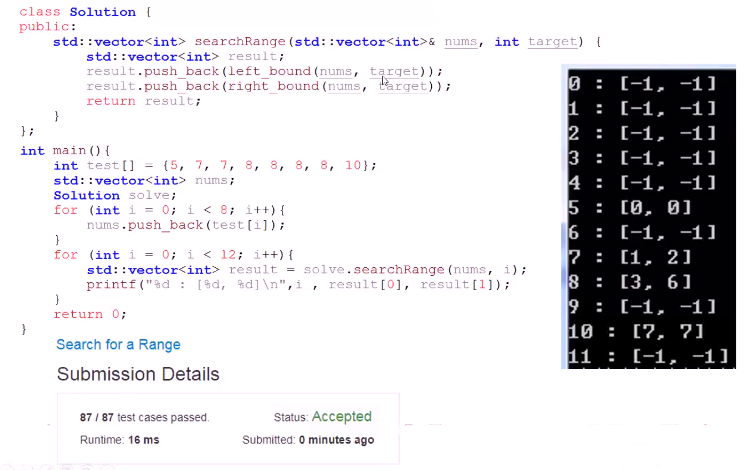 class Solution {
public:
std::vector<int> searchRange(std::vector<int>& nums, int target) {
std::vector<int> result;
result.push_back(left_bound(nums, target));
result.push_back(right_bound(nums, target));
return result;
}
};
int main(){
int test[] = {5, 7, 7, 8, 8, 8, 8, 10};
std::vector<int> nums;
Solution solve;
for (int i = 0; i < 8; i++){
nums.push_back(test[i]);
}
for (int i = 0; i < 12; i++){
std::vector<int> result = solve.searchRange(nums, i);
printf("%d : [%d, %d]\n",i , result[0], result[1]);
}
return 0;
}
0 : [-1, -1]
1 : [-1, -1]
2 : [-1, -1]
3 : [-1, -1]
4 : [-1, -1]
5 : [0, 0]
6 : [-1, -1]
7 : [1, 2]
8 : [3, 6]
9 : [-1, -1]
10 : [7, 7]
11 : [-1, -1]
Search for a Range
Submission Details
87 / 87 test cases passed. Status: Accepted
Runtime: 16 ms Submitted: 0 minutes ago